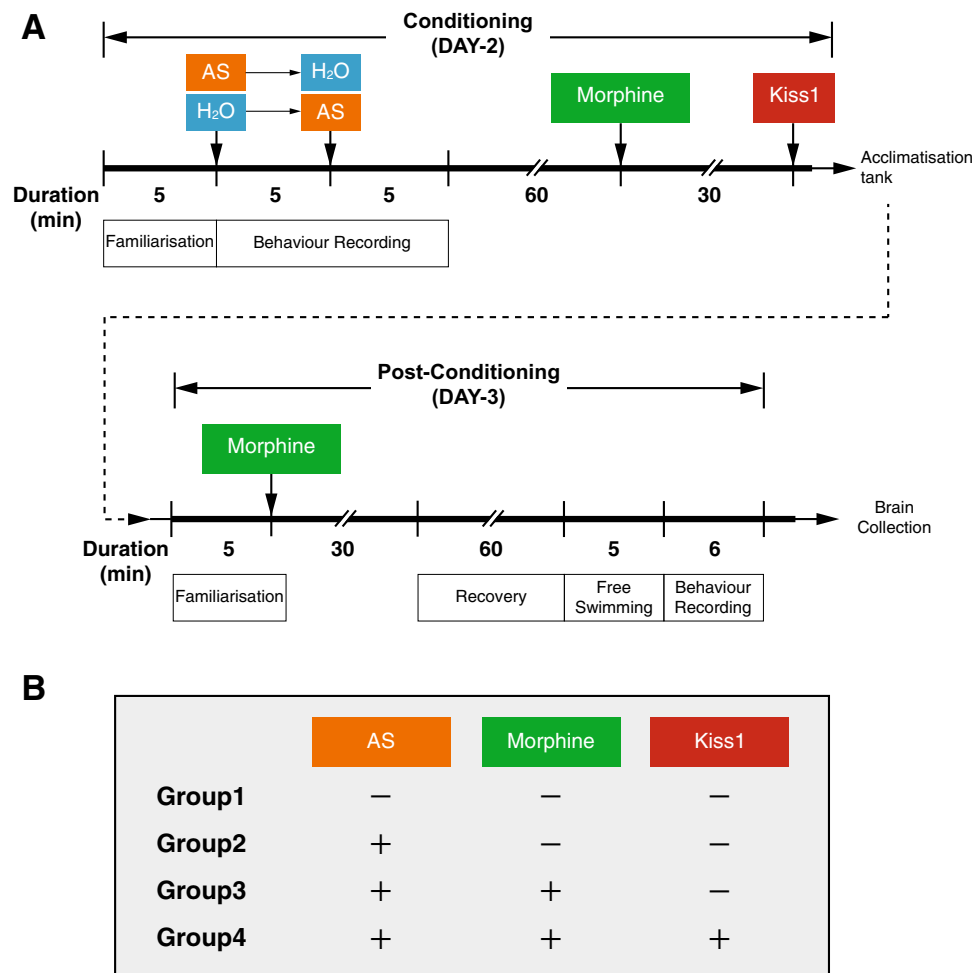 A
Conditioning
(DAY-2)
AS H₂O
H₂O AS
Morphine Kiss1
Acclimatisation
tank
Duration
(min)
5 5 5 60 30
Familiarisation Behaviour Recording
Post-Conditioning
(DAY-3)
Morphine
Brain
Collection
Duration
(min)
5 30 60 5 6
Familiarisation Recovery Free
Swimming
Behaviour
Recording
B
AS Morphine Kiss1
Group1 − − −
Group2 + − −
Group3 + + −
Group4 + + +